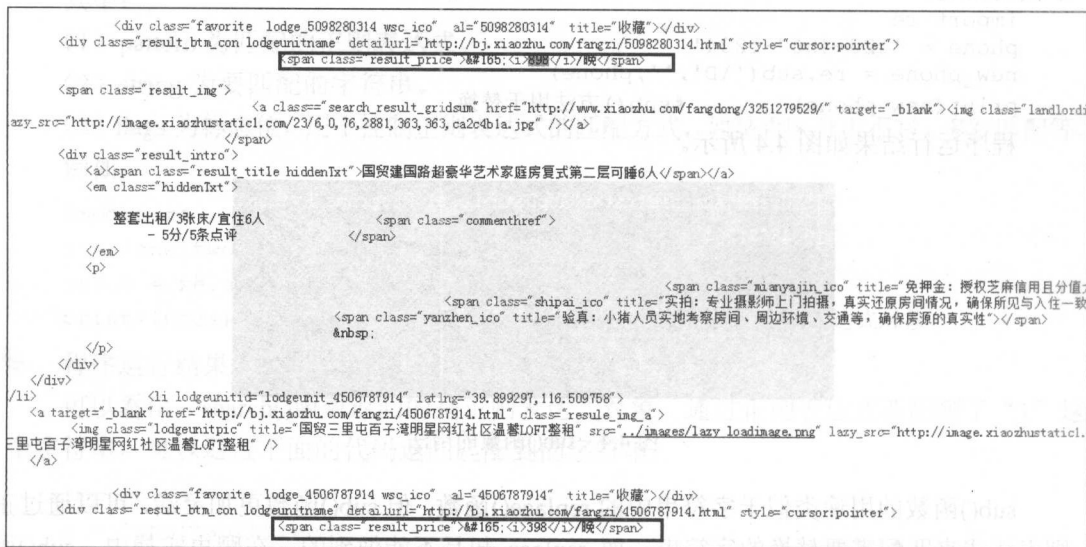 <div class="favorite lodge_5098280314 wsc_ico" al="5098280314" title="收藏"></div>
<div class="result_btm_con lodgeunitname" detailurl="http://bj.xiaozhu.com/fangzi/5098280314.html" style="cursor:pointer">
<span class="result_price">&#165;<i>898</i>/晚</span>
<span class="result_img">
<a class="search_result_gridsum" href="http://www.xiaozhu.com/fangdong/3251279529/" target="_blank"><img class="landlordi
azy_src="http://image.xiaozhustatic1.com/23/6,0,76,2881,363,363,ca2c4b1a.jpg" /></a>
</span>
<div class="result_intro">
<a><span class="result_title hiddenTxt">国贸建国路超豪华艺术家庭房复式第二层可睡6人</span></a>
<em class="hiddenTxt">
整套出租/3张床/宜住6人 <span class="commenthref">
- 5分/5条点评 </span>
</em>
<p>
<span class="mianyajin_ico" title="免押金：授权芝麻信用且分值
<span class="shipai_ico" title="实拍：专业摄影师上门拍摄，真实还原房间情况，确保所见与入住一致
<span class="yanzhen_ico" title="验真：小猪人员实地考察房间、周边环境、交通等，确保房源的真实性"></span>
&nbsp;
</p>
</div>
</div>
/li> <li lodgeunitid="lodgeunit_4506787914" latlng="39.899297,116.509758">
<a target="_blank" href="http://bj.xiaozhu.com/fangzi/4506787914.html" class="resule_img_a">
<img class="lodgeunitpic" title="国贸三里屯百子湾明星网红社区温馨LOFT整租" src="../images/lazy_loadimage.png" lazy_src="http://image.xiaozhustatic1.
三里屯百子湾明星网红社区温馨LOFT整租" />
</a>
<div class="favorite lodge_4506787914 wsc_ico" al="4506787914" title="收藏"></div>
<div class="result_btm_con lodgeunitname" detailurl="http://bj.xiaozhu.com/fangzi/4506787914.html" style="cursor:pointer">
<span class="result_price">&#165;<i>398</i>/晚</span>